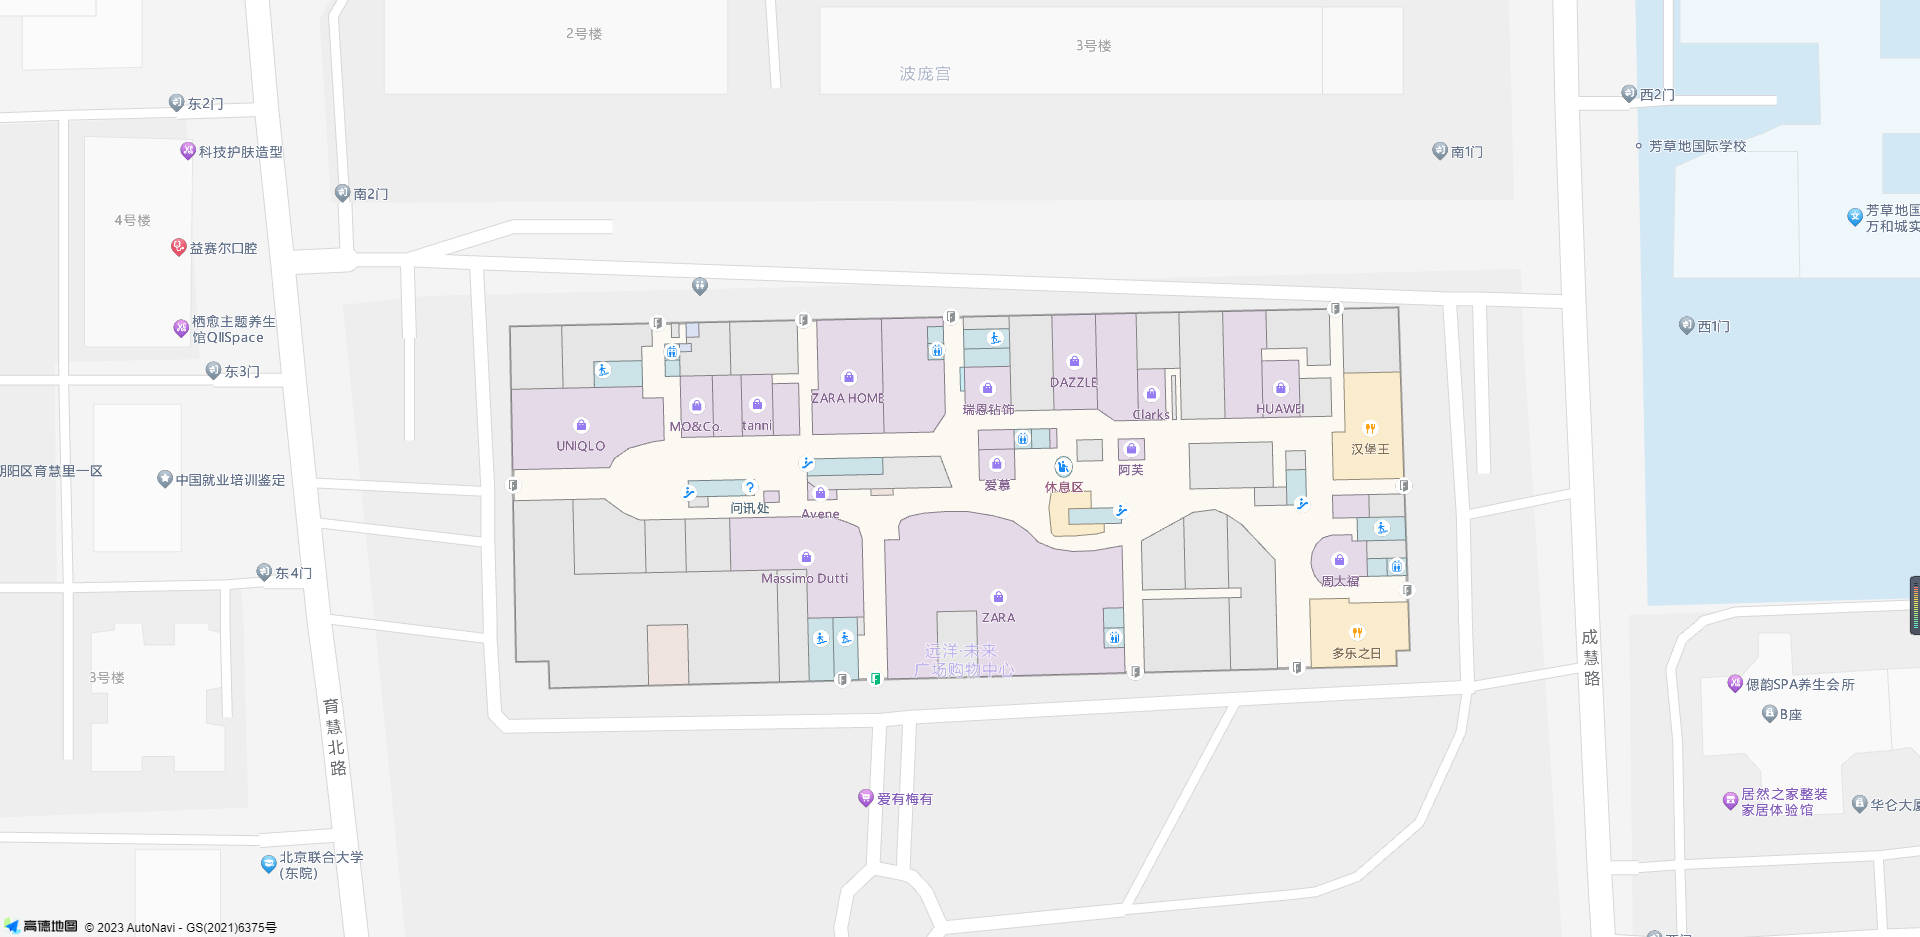 2号楼
3号楼
波庞宫
东2门
西2门
科技护肤造型
南1门
芳草地国际学校
南2门
4号楼
芳草地国
万和城实
益赛尔口腔
栖愈主题养生
馆QIISpace
西1门
东3门
ZARA HOME
DAZZLE
瑞恩钻饰
Clarks
HUAWEI
UNIQLO
MO&Co.
tanni
汉堡王
阿芙
朝阳区育慧里一区
中国就业培训鉴定
爱慕
休息区
问讯处
Avene
东4门
Massimo Dutti
周大福
ZARA
远洋·未来
广场购物中心
多乐之日
成慧路
3号楼
偲韵SPA养生会所
B座
育慧北路
爱有梅有
居然之家整装
家居体验馆
华仑大厦
北京联合大学
(东院)
高德地图 © 2023 AutoNavi - GS(2021)6375号